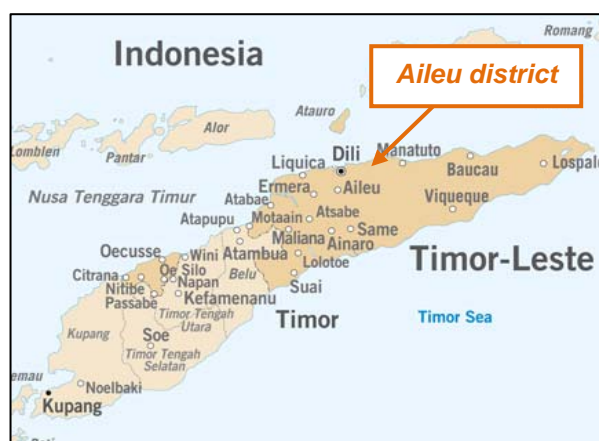 Romang
Indonesia
Aileu district
Atauro
Alor
Lomblen
Pantar
Dili
Manatuto
Liquica
Baucau
Lospalo
Ermera
Aileu
Nusa Tenggara Timur
Atabae
Viqueque
Atapupu
Motaain
Atsabe
Same
Oecusse
Wini
Maliana
Ainaro
Atambua
Lolotoe
Timor-Leste
Citrana
Oe Silo
Belu
Napan
Nitibe
Suai
Passabe
Kefamenanu
Timor Tengah
Utara
Timor
Timor Sea
Kupang
Soe
Timor Tengah
Selatan
emau
Noelbaki
Kupang